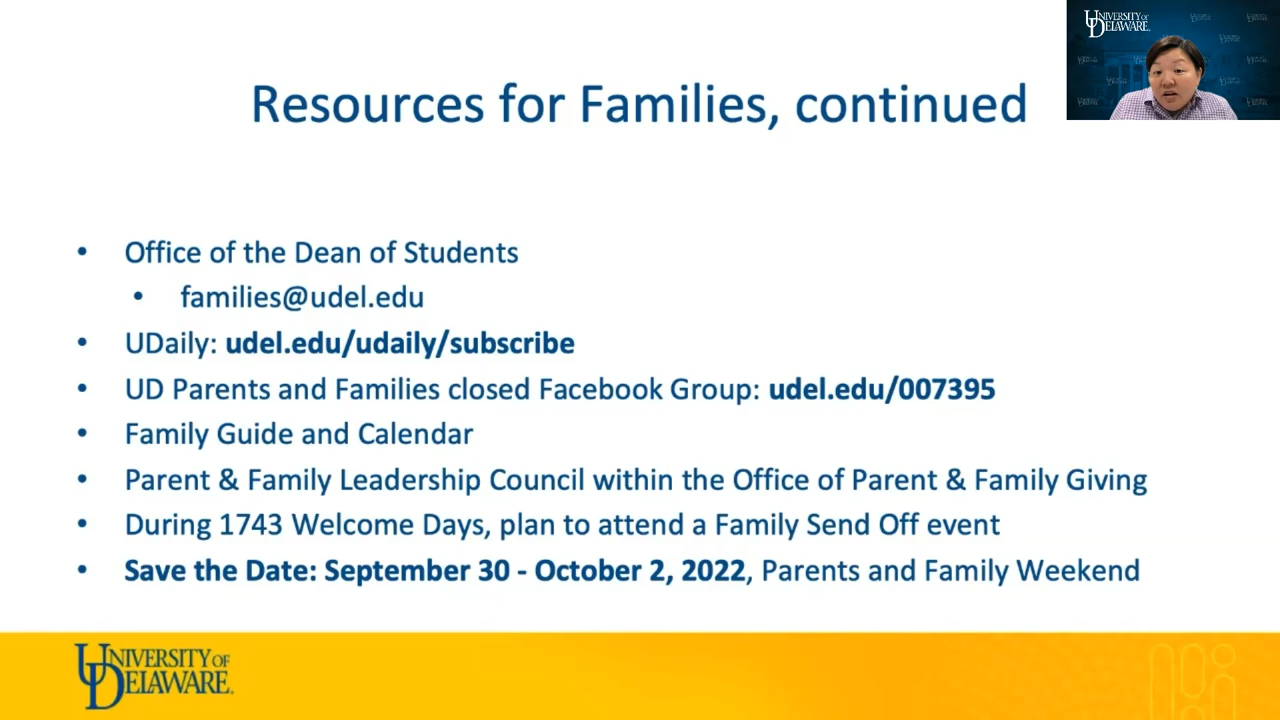 UNIVERSITY OF
DELAWARE.
Resources for Families, continued
• Office of the Dean of Students
• families@udel.edu
• UDaily: udel.edu/udaily/subscribe
• UD Parents and Families closed Facebook Group: udel.edu/007395
• Family Guide and Calendar
• Parent & Family Leadership Council within the Office of Parent & Family Giving
• During 1743 Welcome Days, plan to attend a Family Send Off event
• Save the Date: September 30 - October 2, 2022, Parents and Family Weekend
UNIVERSITY OF
DELAWARE.